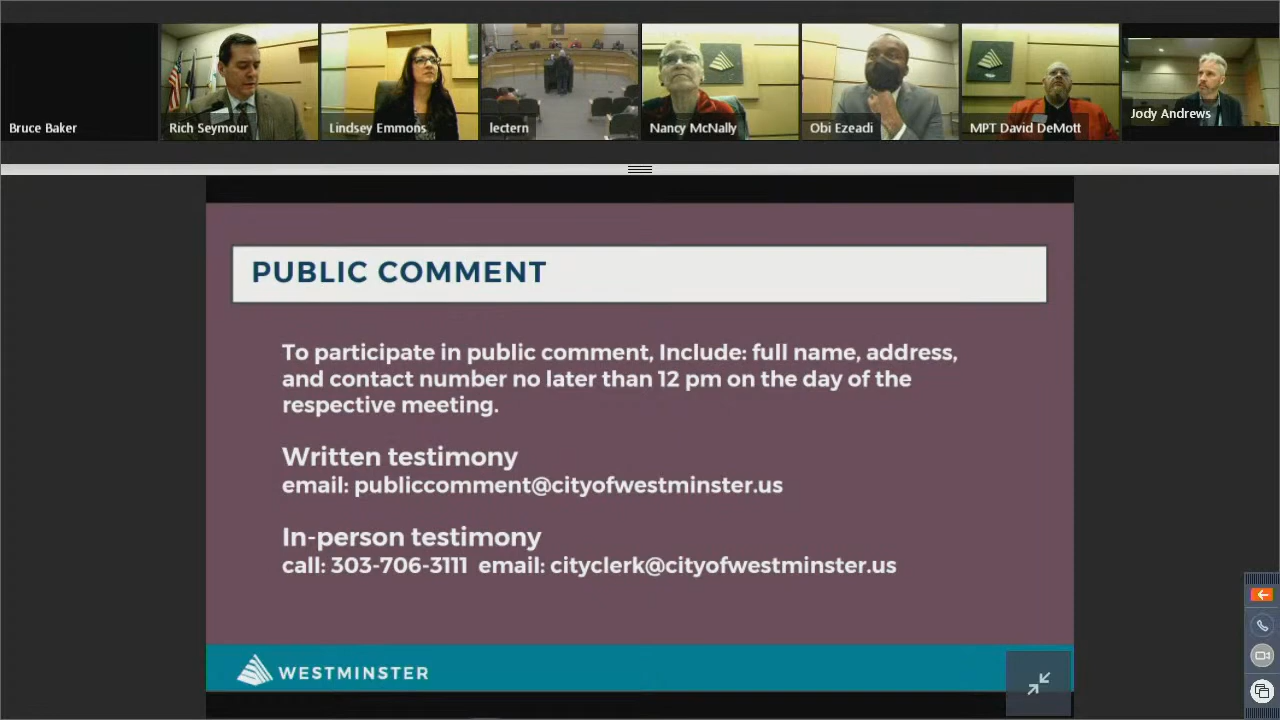 Bruce Baker
Rich Seymour
Lindsey Emmons
lectern
Nancy McNally
Obi Ezeadi
MPT David DeMott
Jody Andrews
PUBLIC COMMENT
To participate in public comment, Include: full name, address,
and contact number no later than 12 pm on the day of the
respective meeting.
Written testimony
email: publiccomment@cityofwestminster.us
In-person testimony
call: 303-706-3111 email: cityclerk@cityofwestminster.us
WESTMINSTER